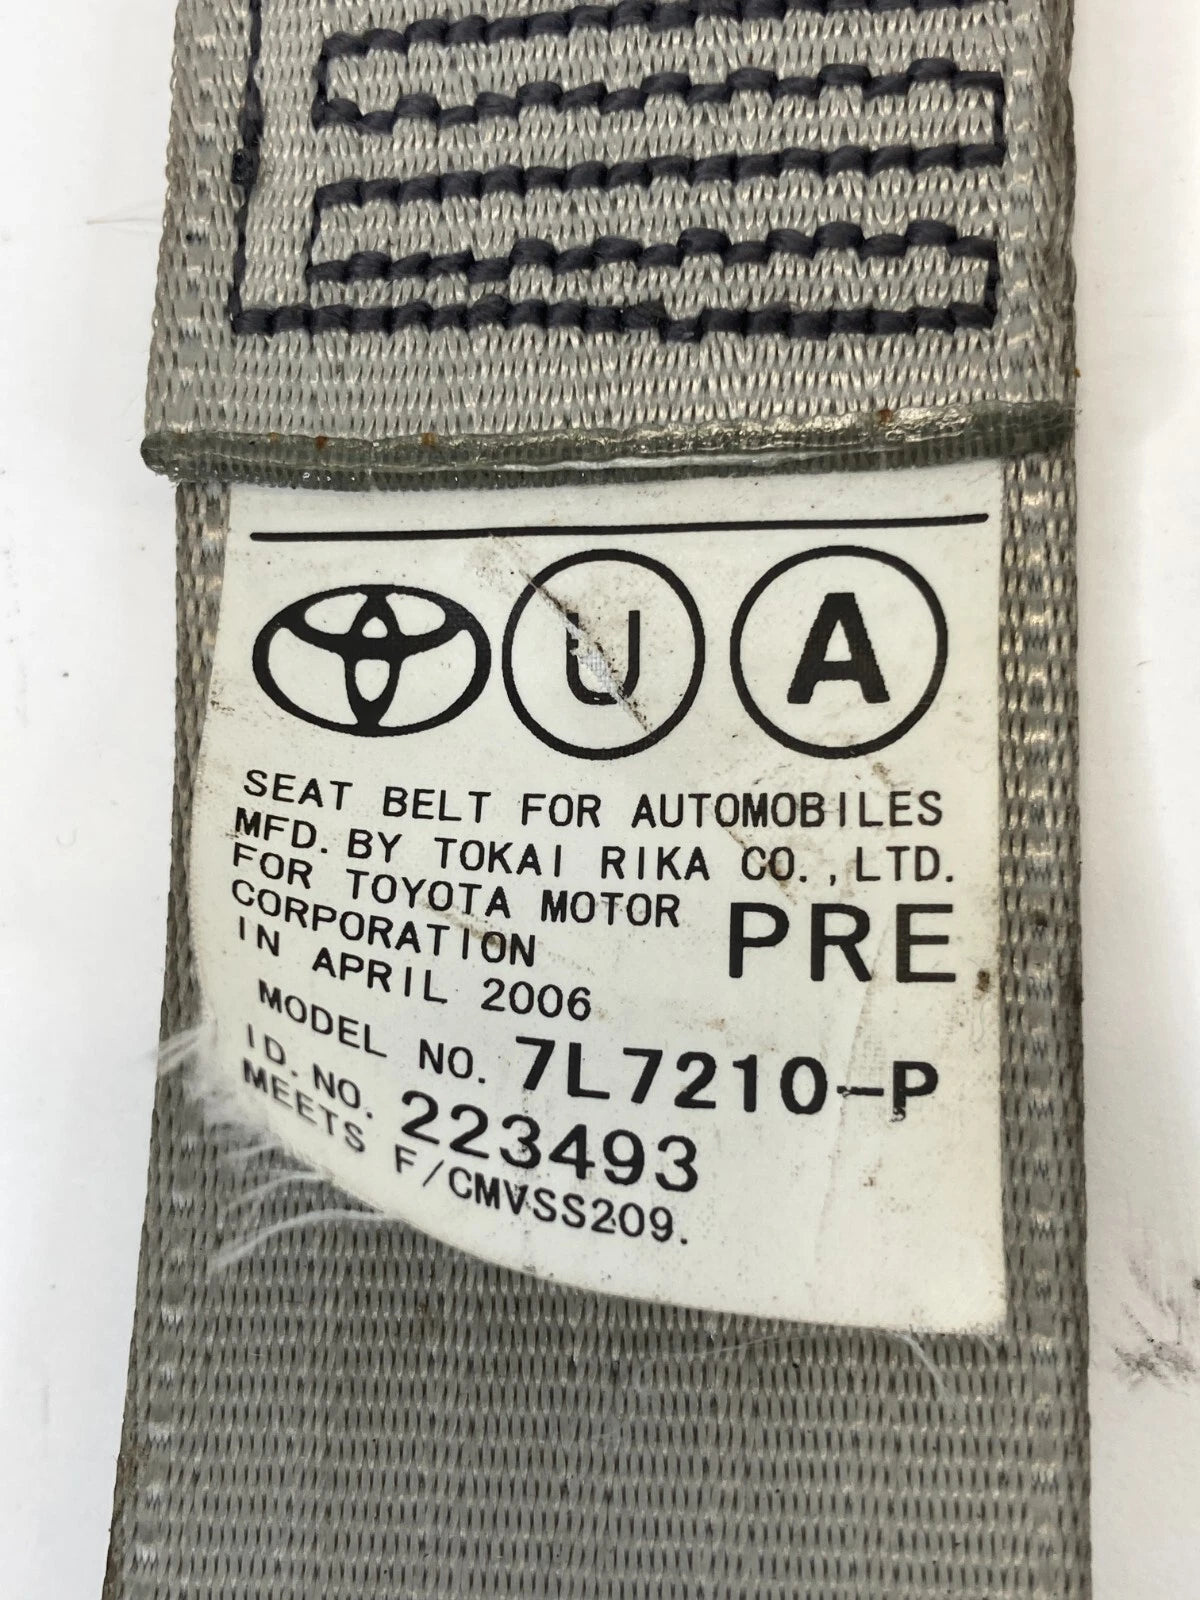 U A
SEAT BELT FOR AUTOMOBILES
MFD. BY TOKAI RIKA CO., LTD.
FOR TOYOTA MOTOR
CORPORATION PRE
IN APRIL 2006
MODEL NO. 7L7210-P
ID. NO. 223493
MEETS F/CMVSS209.